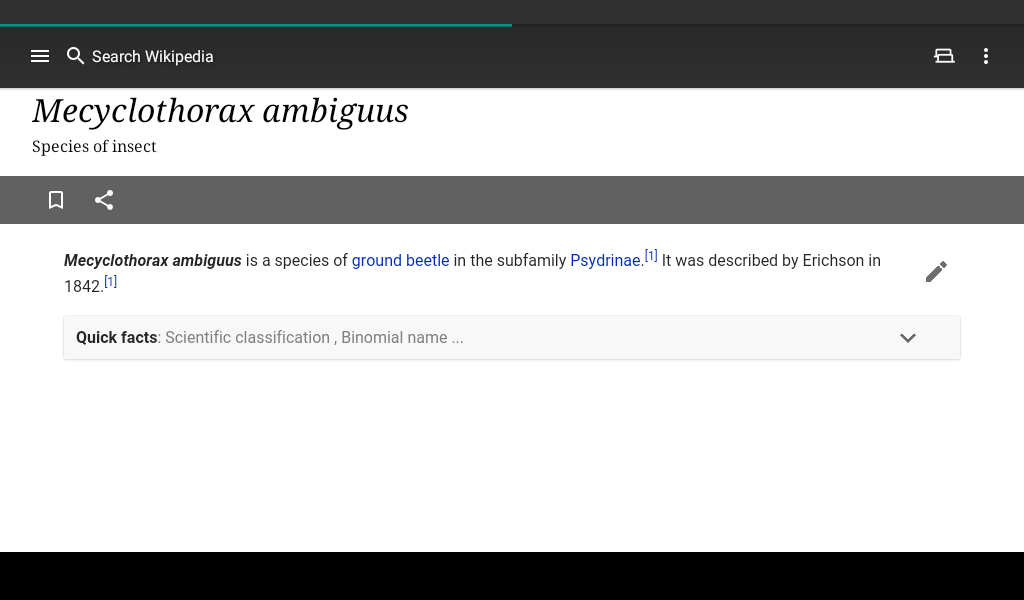 Search Wikipedia
Mecyclothorax ambiguus
Species of insect
Mecyclothorax ambiguus is a species of ground beetle in the subfamily Psydrinae.[1] It was described by Erichson in
1842.[1]
Quick facts: Scientific classification , Binomial name ...